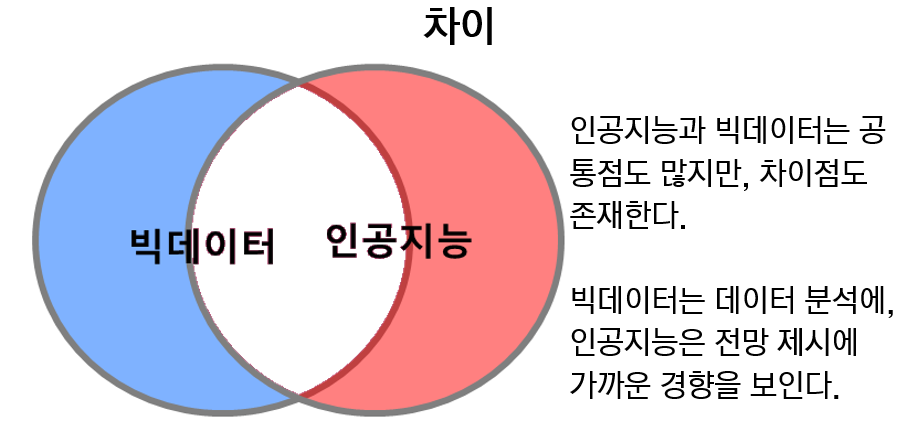 차이
빅데이터
인공지능
인공지능과 빅데이터는 공
통점도 많지만, 차이점도
존재한다.
빅데이터는 데이터 분석에,
인공지능은 전망 제시에
가까운 경향을 보인다.